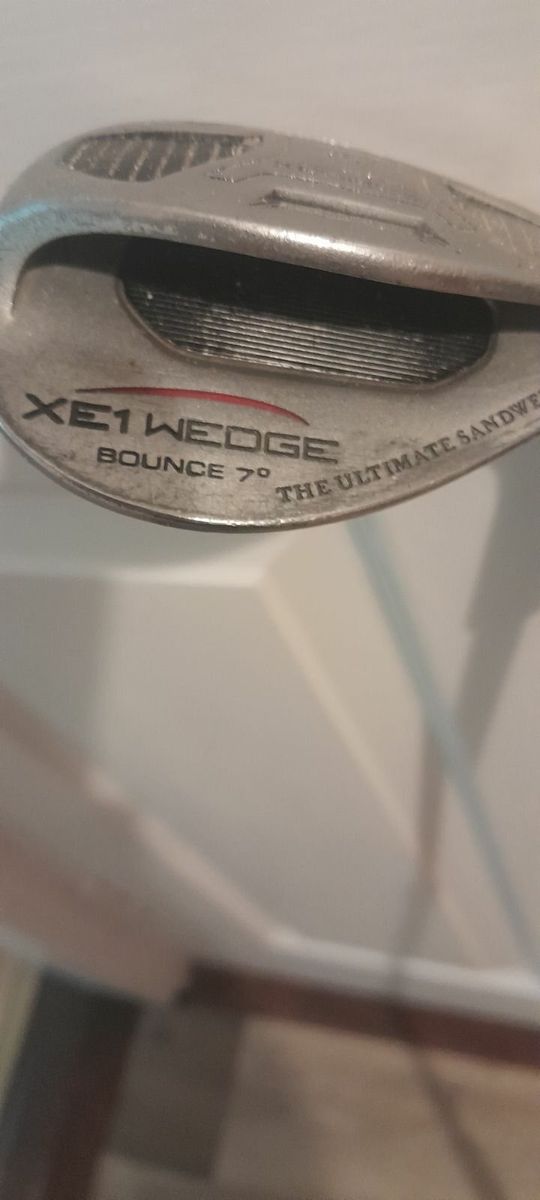 XE1 WEDGE
BOUNCE 7°
THE ULTIMATE